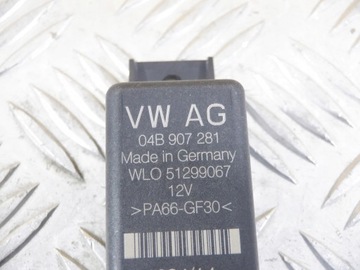 VW AG
04B 907 281
Made in Germany
WLO 51299067
12V
>PA66-GF30<